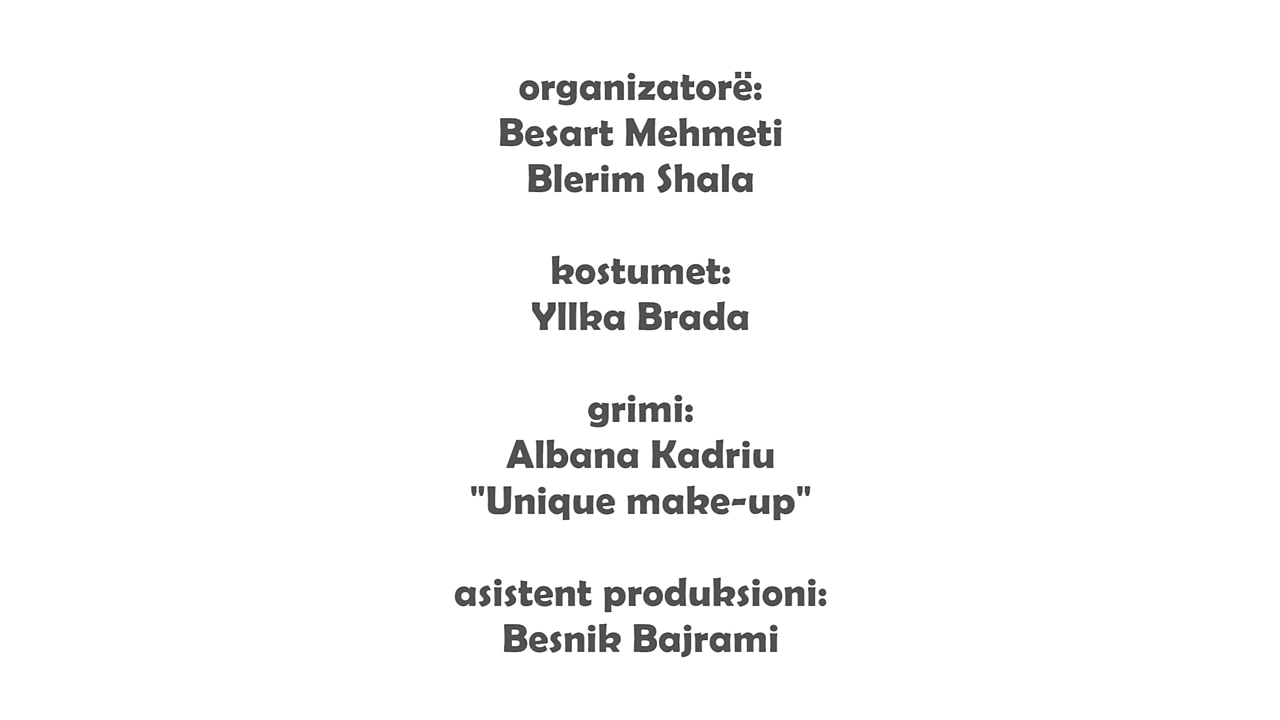 organizatorë:
Besart Mehmeti
Blerim Shala
kostumet:
Yllka Brada
grimi:
Albana Kadriu
"Unique make-up"
asistent produksioni:
Besnik Bajrami